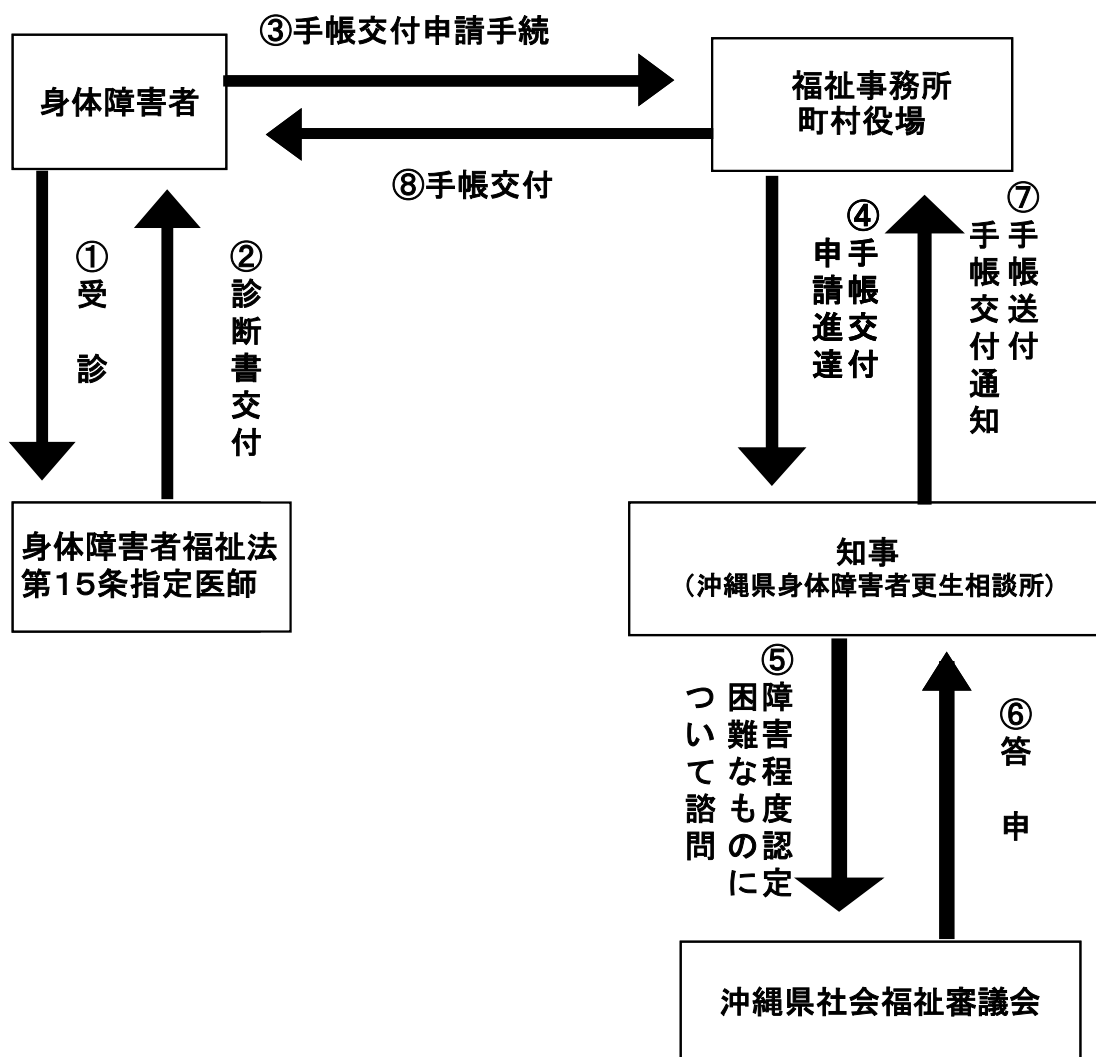 ③手帳交付申請手続
身体障害者
福祉事務所
町村役場
⑧手帳交付
①受診
②診断書交付
④手帳交付
申請進達
⑦手帳送付
手帳交付通知
身体障害者福祉法
第15条指定医師
知事
(沖縄県身体障害者更生相談所)
⑤障害程度認定
困難なものに
ついて諮問
⑥答申
沖縄県社会福祉審議会